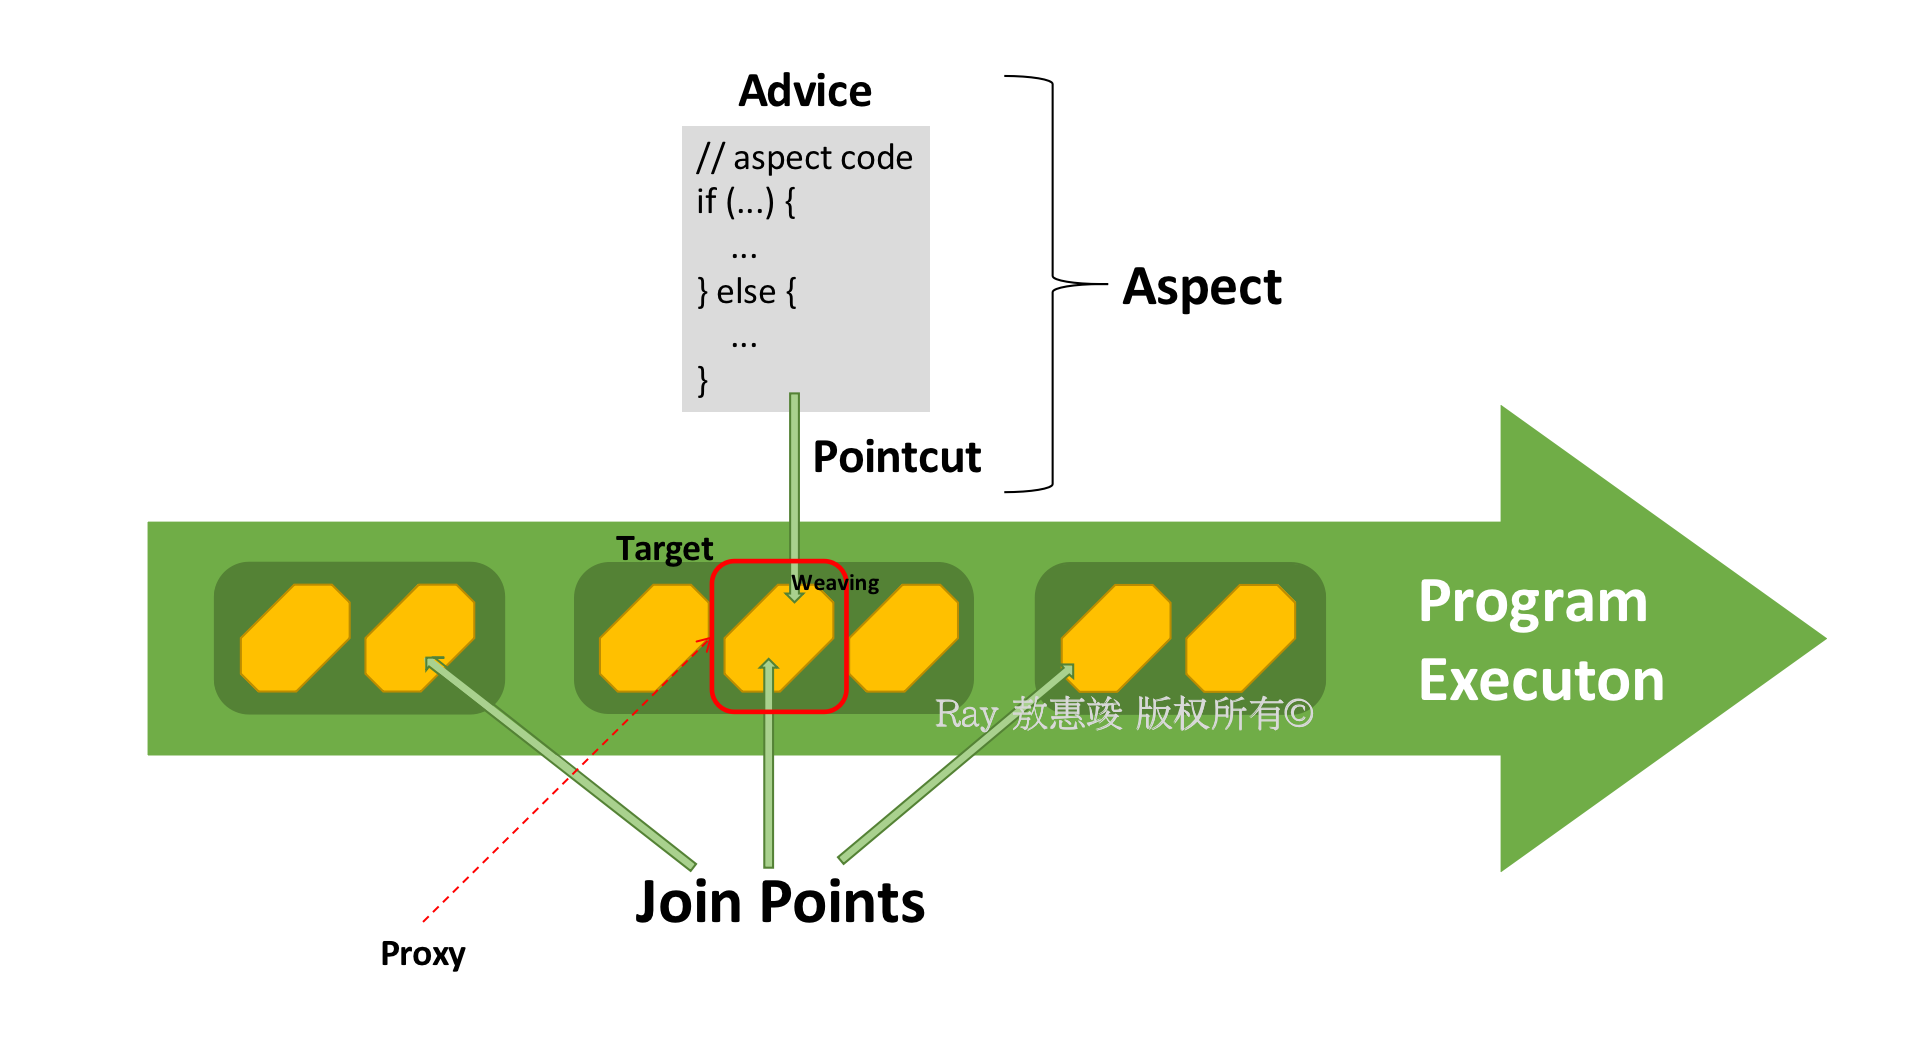 Advice
// aspect code
if (...) {
...
} else {
...
}
Aspect
Pointcut
Target
Weaving
Program
Executon
Ray 敖惠竣 版权所有©
Join Points
Proxy